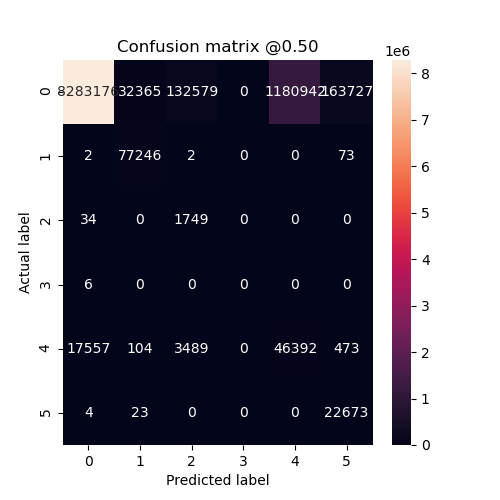 Confusion matrix @0.50
1e6
0 8283176 32365 132579 0 1180942 163727
1 2 77246 2 0 0 73
2 34 0 1749 0 0 0
3 6 0 0 0 0 0
4 17557 104 3489 0 46392 473
5 4 23 0 0 0 22673
0 1 2 3 4 5
Actual label
Predicted label
8
7
6
5
4
3
2
1
0